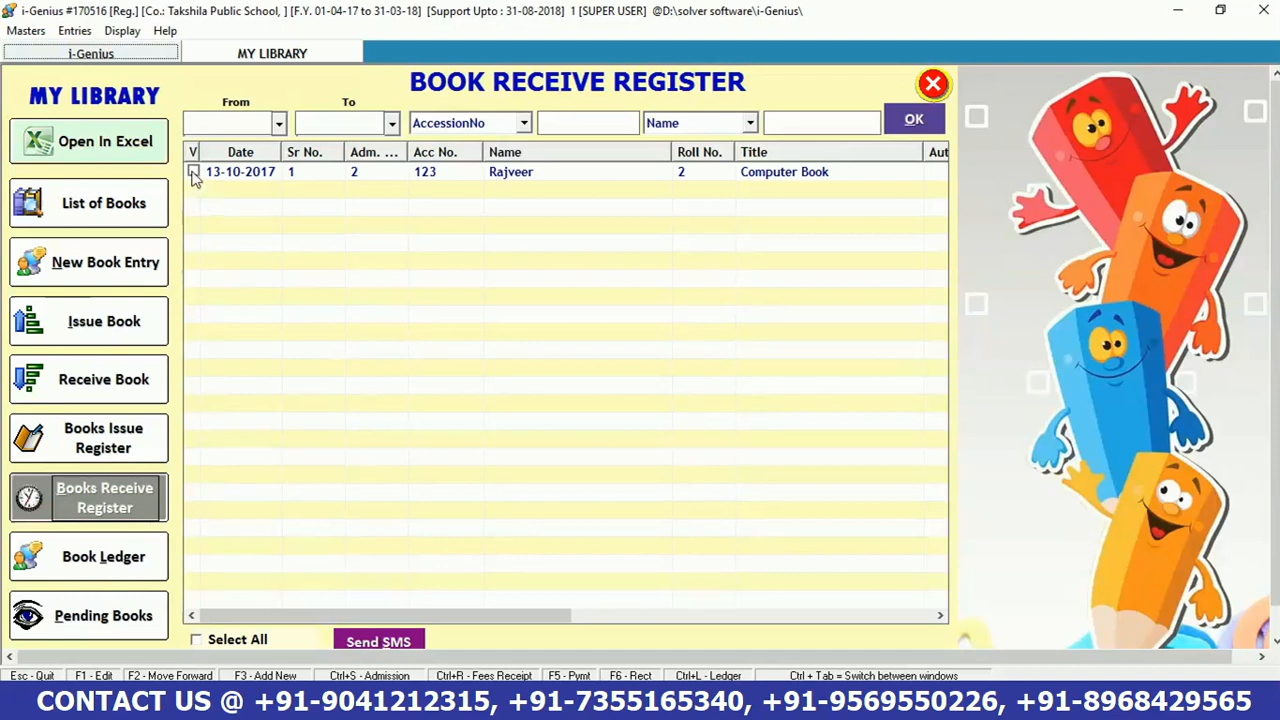 i-Genius #170516 [Reg.] [Co.: Takshila Public School, ] [F.Y. 01-04-17 to 31-03-18] [Support Upto : 31-08-2018] 1 [SUPER USER] @D:\solver software\i-Genius\
Masters Entries Display Help
i-Genius MY LIBRARY
MY LIBRARY
BOOK RECEIVE REGISTER
From To
AccessionNo Name OK
Open In Excel
V Date Sr No. Adm. ... Acc No. Name Roll No. Title Aut
13-10-2017 1 2 123 Rajveer 2 Computer Book
List of Books
New Book Entry
Issue Book
Receive Book
Books Issue
Register
Books Receive
Register
Book Ledger
Pending Books
Select All Send SMS
Esc - Quit F1 - Edit F2 - Move Forward F3 - Add New Ctrl+S - Admission Ctrl+R - Fees Receipt F5 - Pymt F6 - Rect Ctrl+L - Ledger Ctrl + Tab = Switch between windows
CONTACT US @ +91-9041212315, +91-7355165340, +91-9569550226, +91-8968429565